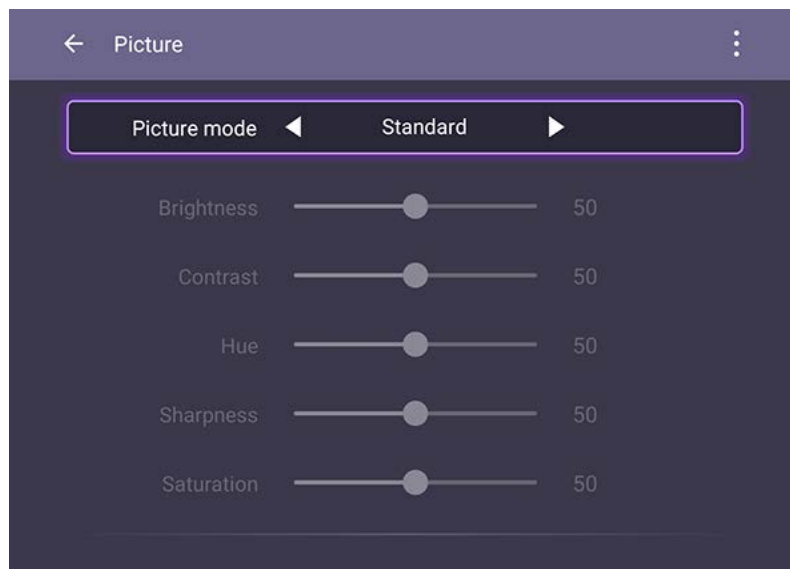 Picture
Picture mode Standard
Brightness 50
Contrast 50
Hue 50
Sharpness 50
Saturation 50